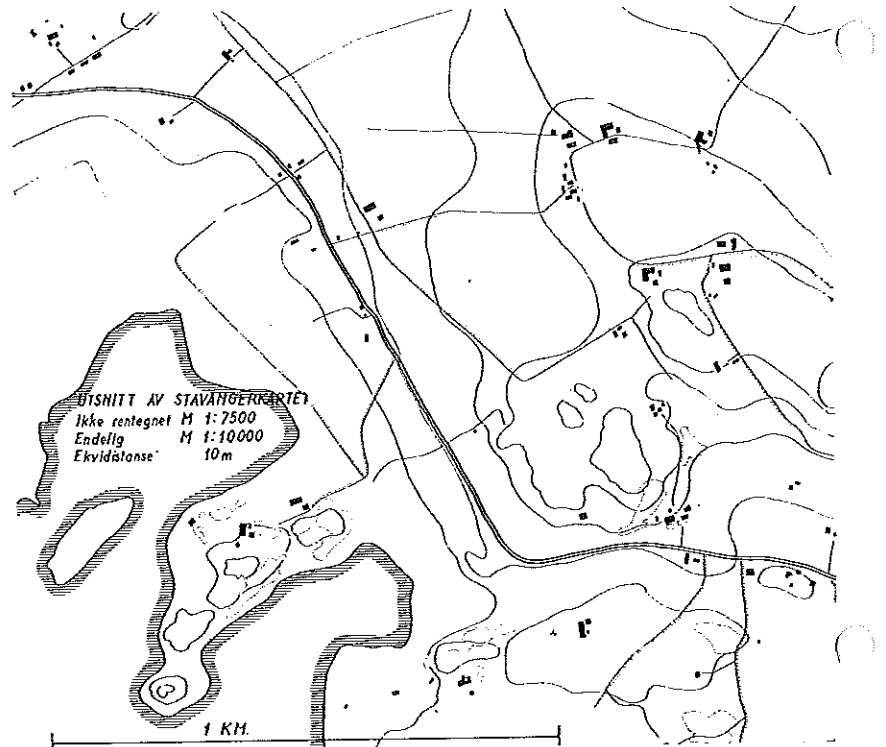 UTSNITT AV STAVANGERKARTET
Ikke rentegnet M 1:7500
Endelig M 1:10000
Ekvidistanse 10m
1 KM.